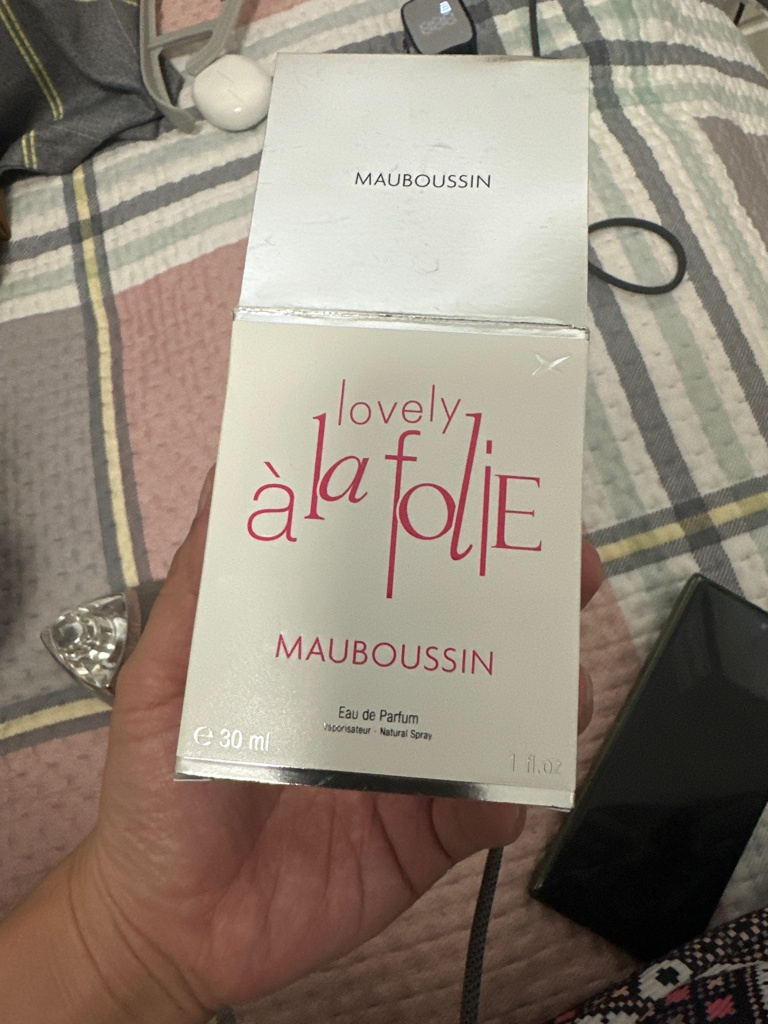 MAUBOUSSIN
lovely
à la folIE
MAUBOUSSIN
Eau de Parfum
Vaporisateur - Natural Spray
℮ 30 ml
1 fl.oz